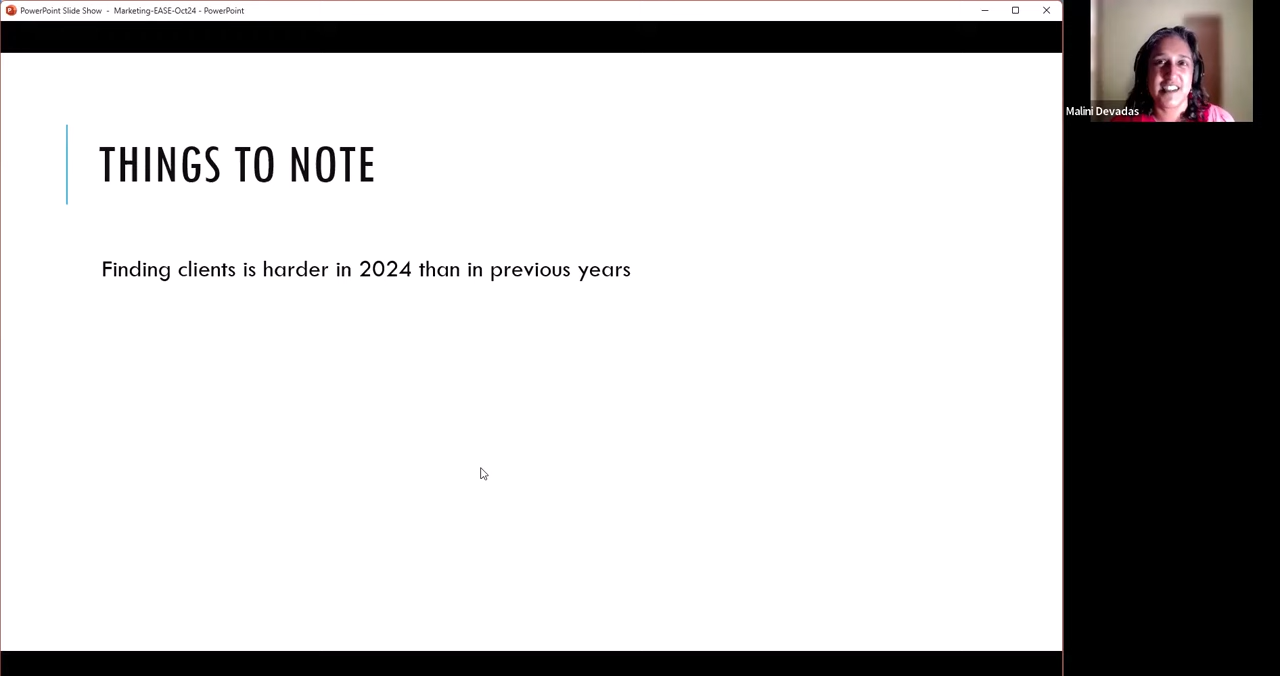 PowerPoint Slide Show - Marketing-EASE-Oct24 - PowerPoint
Malini Devadas
THINGS TO NOTE
Finding clients is harder in 2024 than in previous years